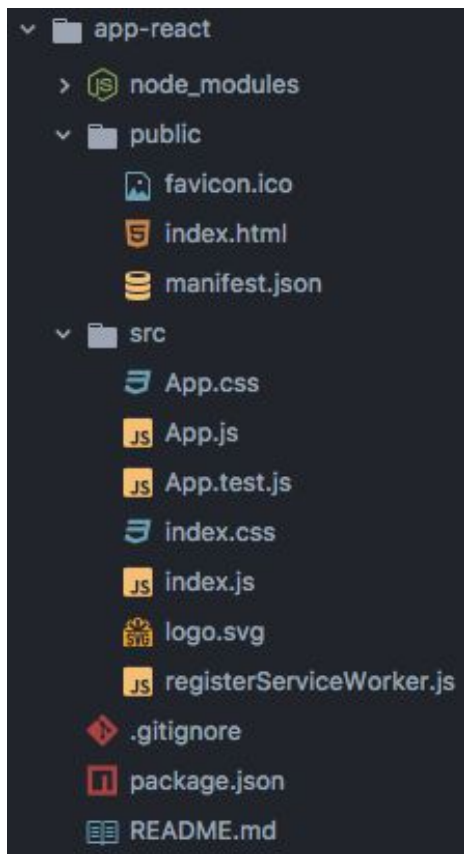 app-react
node_modules
public
favicon.ico
index.html
manifest.json
src
App.css
App.js
App.test.js
index.css
index.js
logo.svg
registerServiceWorker.js
.gitignore
package.json
README.md